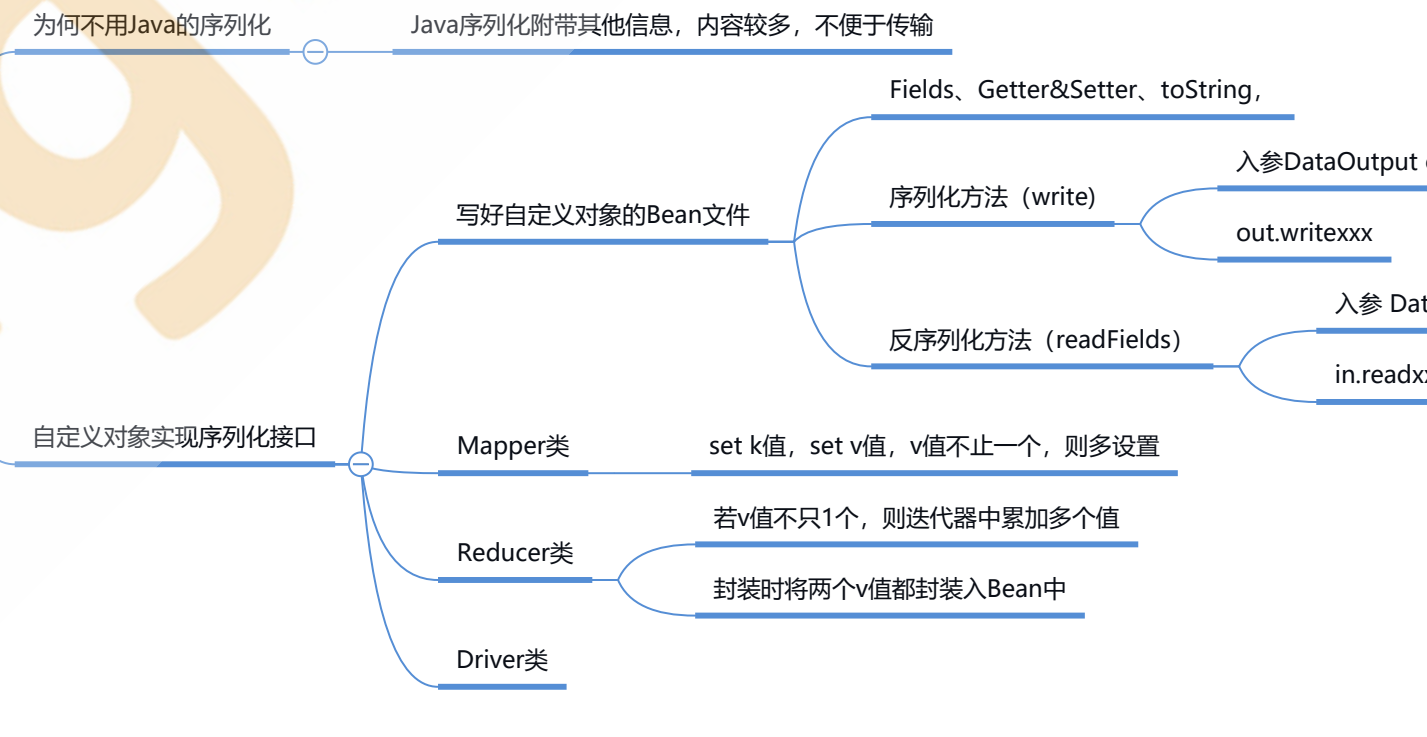 为何不用Java的序列化
Java序列化附带其他信息，内容较多，不便于传输
Fields、Getter&Setter、toString，
入参DataOutput
序列化方法（write)
写好自定义对象的Bean文件
out.writexxx
入参
反序列化方法（readFields）
自定义对象实现序列化接口
Mapper类
set k值，set v值，v值不止一个，则多设置
若v值不只1个，则迭代器中累加多个值
Reducer类
封装时将两个v值都封装入Bean中
Driver类